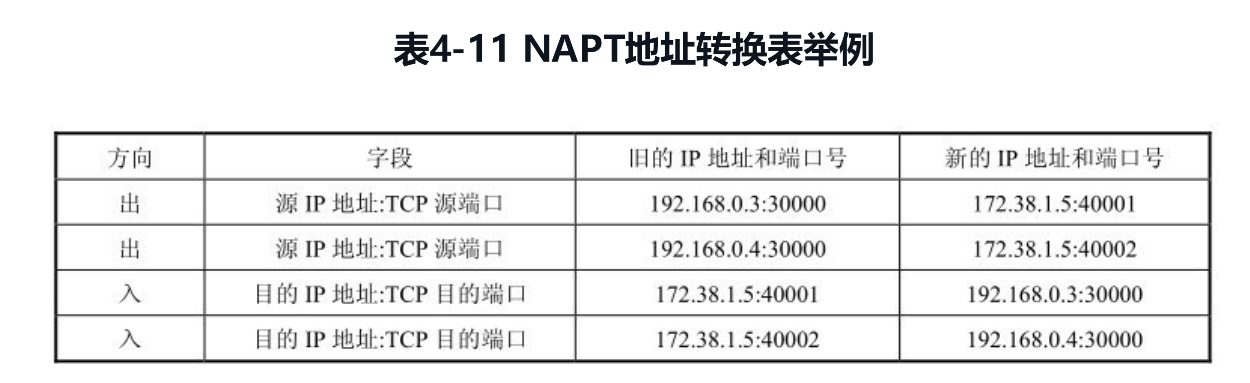 表4-11 NAPT地址转换表举例
方向 字段 旧的 IP 地址和端口号 新的 IP 地址和端口号
出 源 IP 地址:TCP 源端口 192.168.0.3:30000 172.38.1.5:40001
出 源 IP 地址:TCP 源端口 192.168.0.4:30000 172.38.1.5:40002
入 目的 IP 地址:TCP 目的端口 172.38.1.5:40001 192.168.0.3:30000
入 目的 IP 地址:TCP 目的端口 172.38.1.5:40002 192.168.0.4:30000